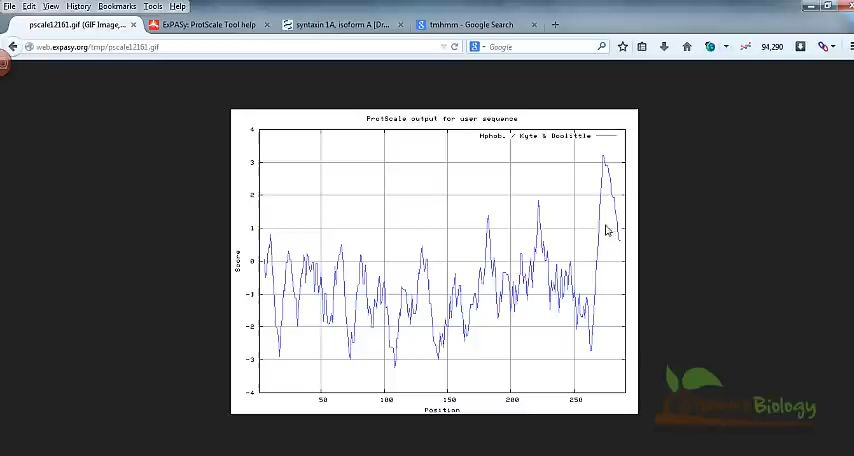 File Edit View History Bookmarks Tools Help
pscale12161.gif (GIF Image, ...
ExPASy: ProtScale Tool help
syntaxin 1A, isoform A [Dr...
tmhmm - Google Search
web.expasy.org/tmp/pscale12161.gif
Google
94,290
ProtScale output for user sequence
Hphob. / Kyte & Doolittle
4
3
2
1
0
-1
-2
-3
-4
Score
50 100 150 200 250
Position
Biology